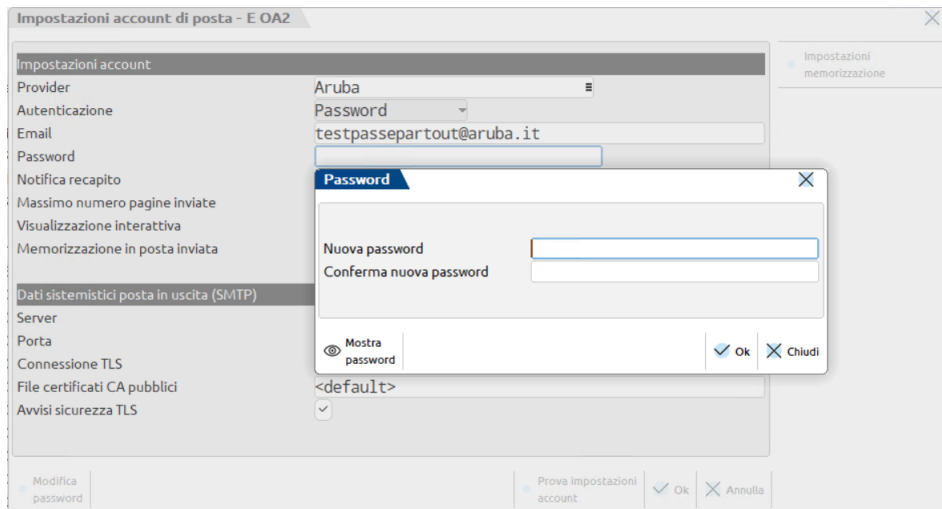 Impostazioni account di posta - E OA2
Impostazioni account
Impostazioni
memorizzazione
Provider Aruba
Autenticazione Password
Email testpassepartout@aruba.it
Password
Notifica recapito
Massimo numero pagine inviate
Visualizzazione interattiva
Memorizzazione in posta inviata
Dati sistemistici posta in uscita (SMTP)
Server
Porta
Connessione TLS
File certificati CA pubblici <default>
Avvisi sicurezza TLS
Password
Nuova password
Conferma nuova password
Mostra
password
Ok
Chiudi
Modifica
password
Prova impostazioni
account
Ok
Annulla